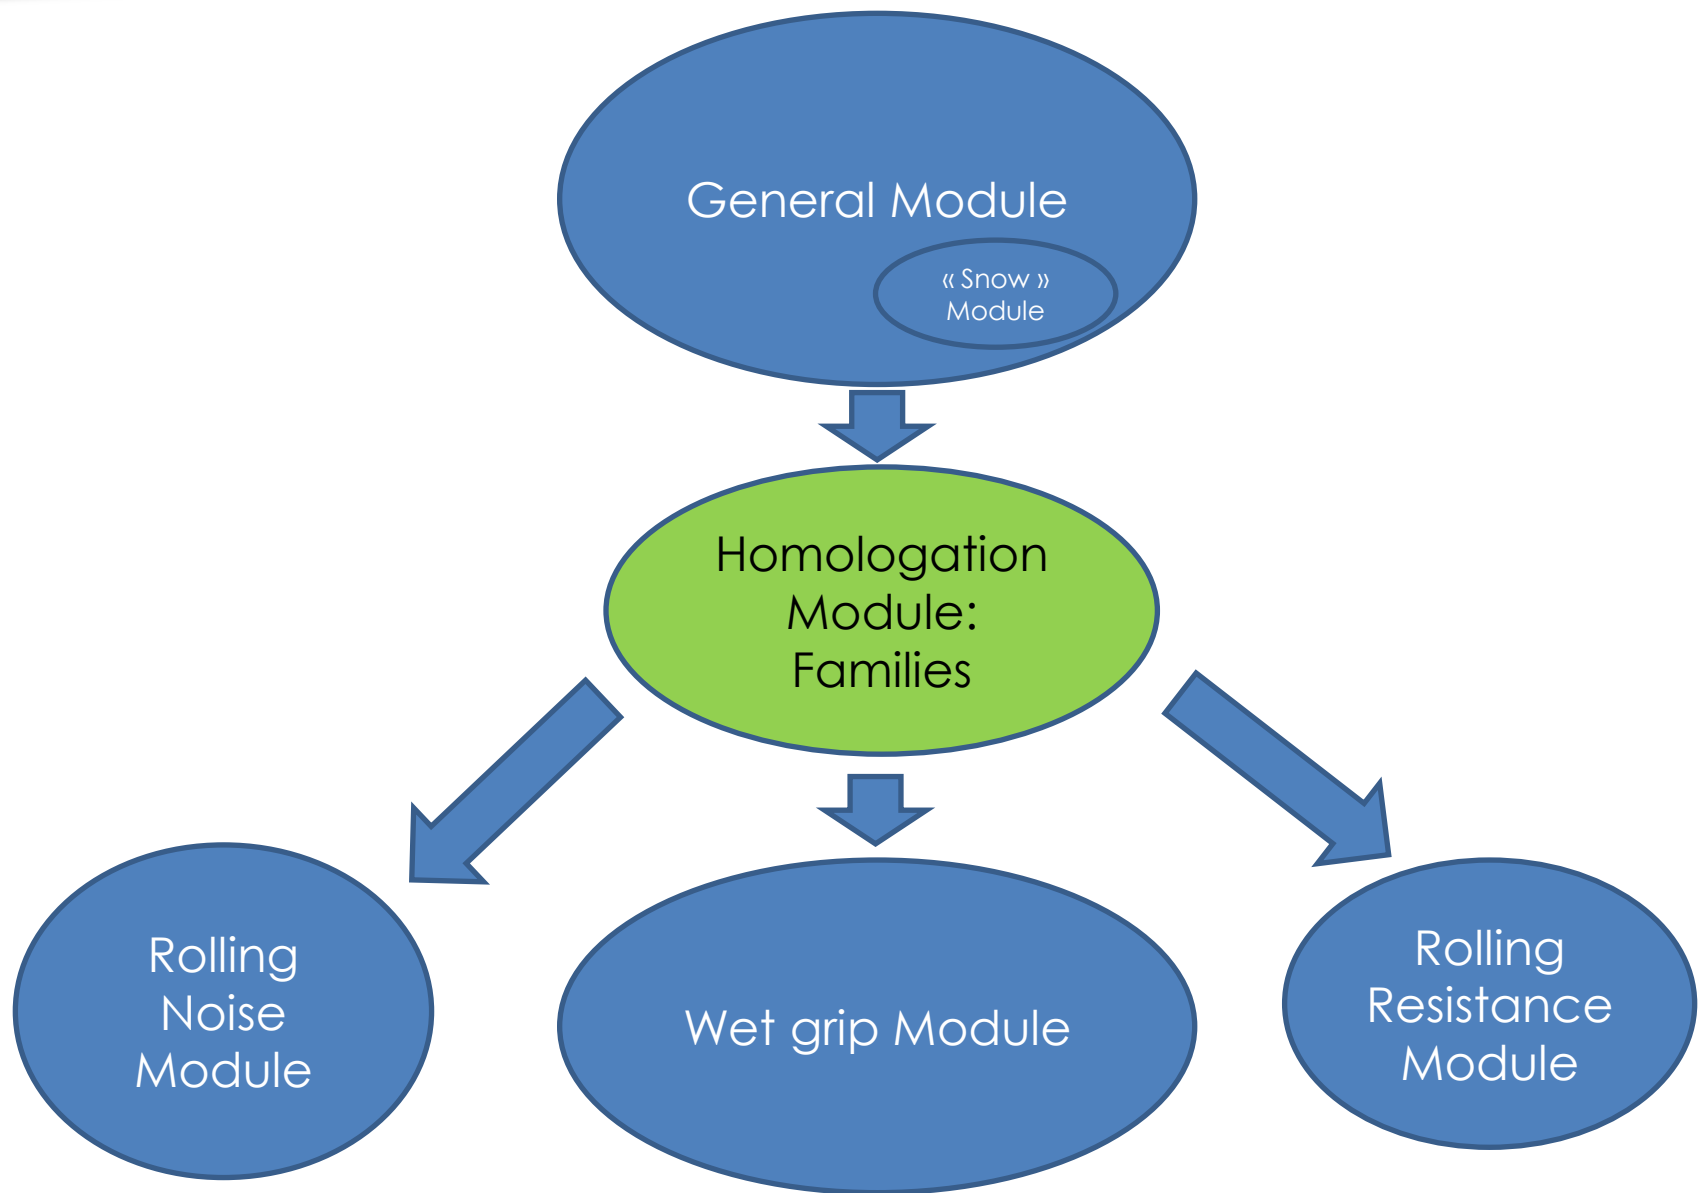 General Module
« Snow »
Module
Homologation
Module:
Families
Rolling
Noise
Module
Wet grip Module
Rolling
Resistance
Module